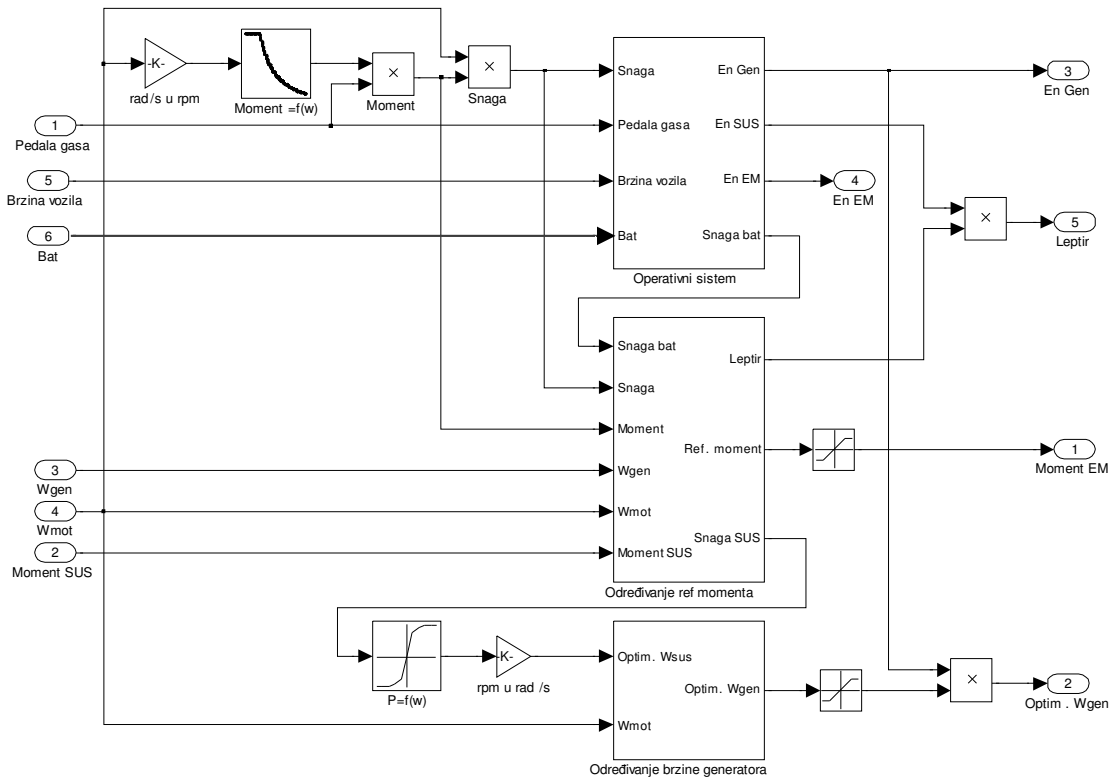 -K-
rad/s u rpm
Moment =f(w)
×
Moment
×
Snaga
1
Pedala gasa
5
Brzina vozila
6
Bat
Snaga
Pedala gasa
Brzina vozila
Bat
En Gen
En SUS
En EM
Snaga bat
Operativni sistem
3
En Gen
4
En EM
×
5
Leptir
Snaga bat
Snaga
Moment
Wgen
Wmot
Moment SUS
Leptir
Ref. moment
Snaga SUS
Određivanje ref momenta
3
Wgen
4
Wmot
2
Moment SUS
1
Moment EM
P=f(w)
-K-
rpm u rad /s
Optim. Wsus
Wmot
Optim. Wgen
Određivanje brzine generatora
×
2
Optim . Wgen